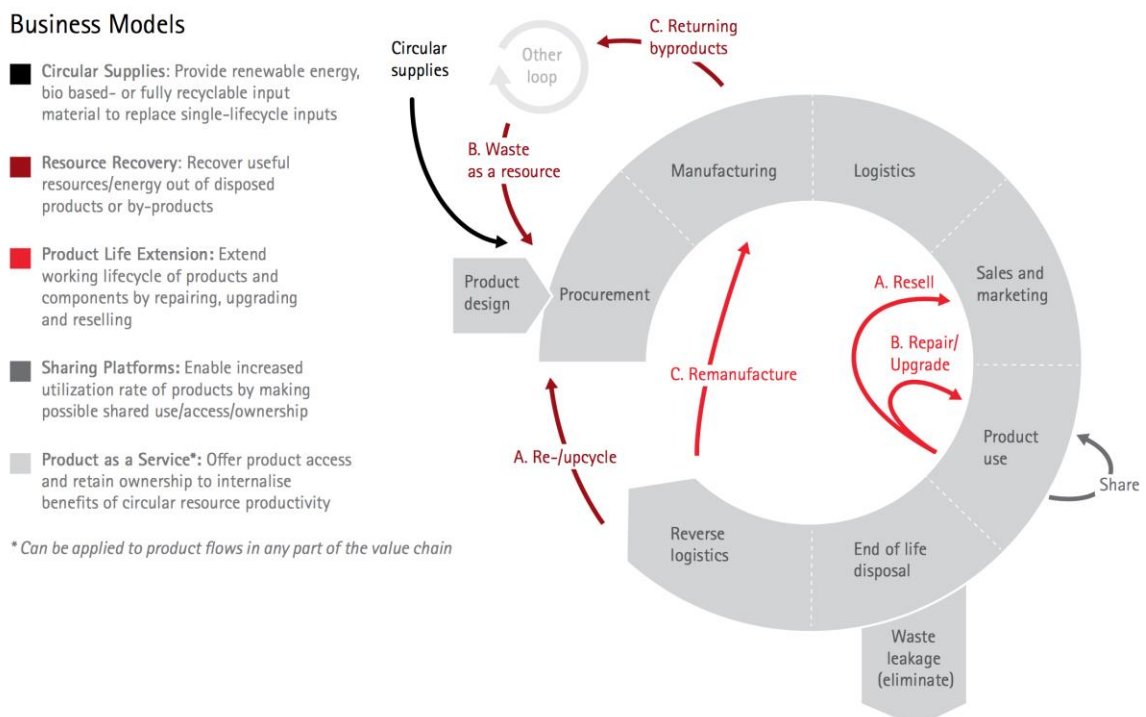 Business Models
Circular Supplies: Provide renewable energy,
bio based- or fully recyclable input
material to replace single-lifecycle inputs
Resource Recovery: Recover useful
resources/energy out of disposed
products or by-products
Product Life Extension: Extend
working lifecycle of products and
components by repairing, upgrading
and reselling
Sharing Platforms: Enable increased
utilization rate of products by making
possible shared use/access/ownership
Product as a Service*: Offer product access
and retain ownership to internalise
benefits of circular resource productivity
* Can be applied to product flows in any part of the value chain
Circular
supplies
Other
loop
C. Returning
byproducts
B. Waste
as a resource
Manufacturing
Logistics
Product
design
Procurement
Sales and
marketing
A. Resell
B. Repair/
Upgrade
C. Remanufacture
A. Re-/upcycle
Product
use
Share
Reverse
logistics
End of life
disposal
Waste
leakage
(eliminate)